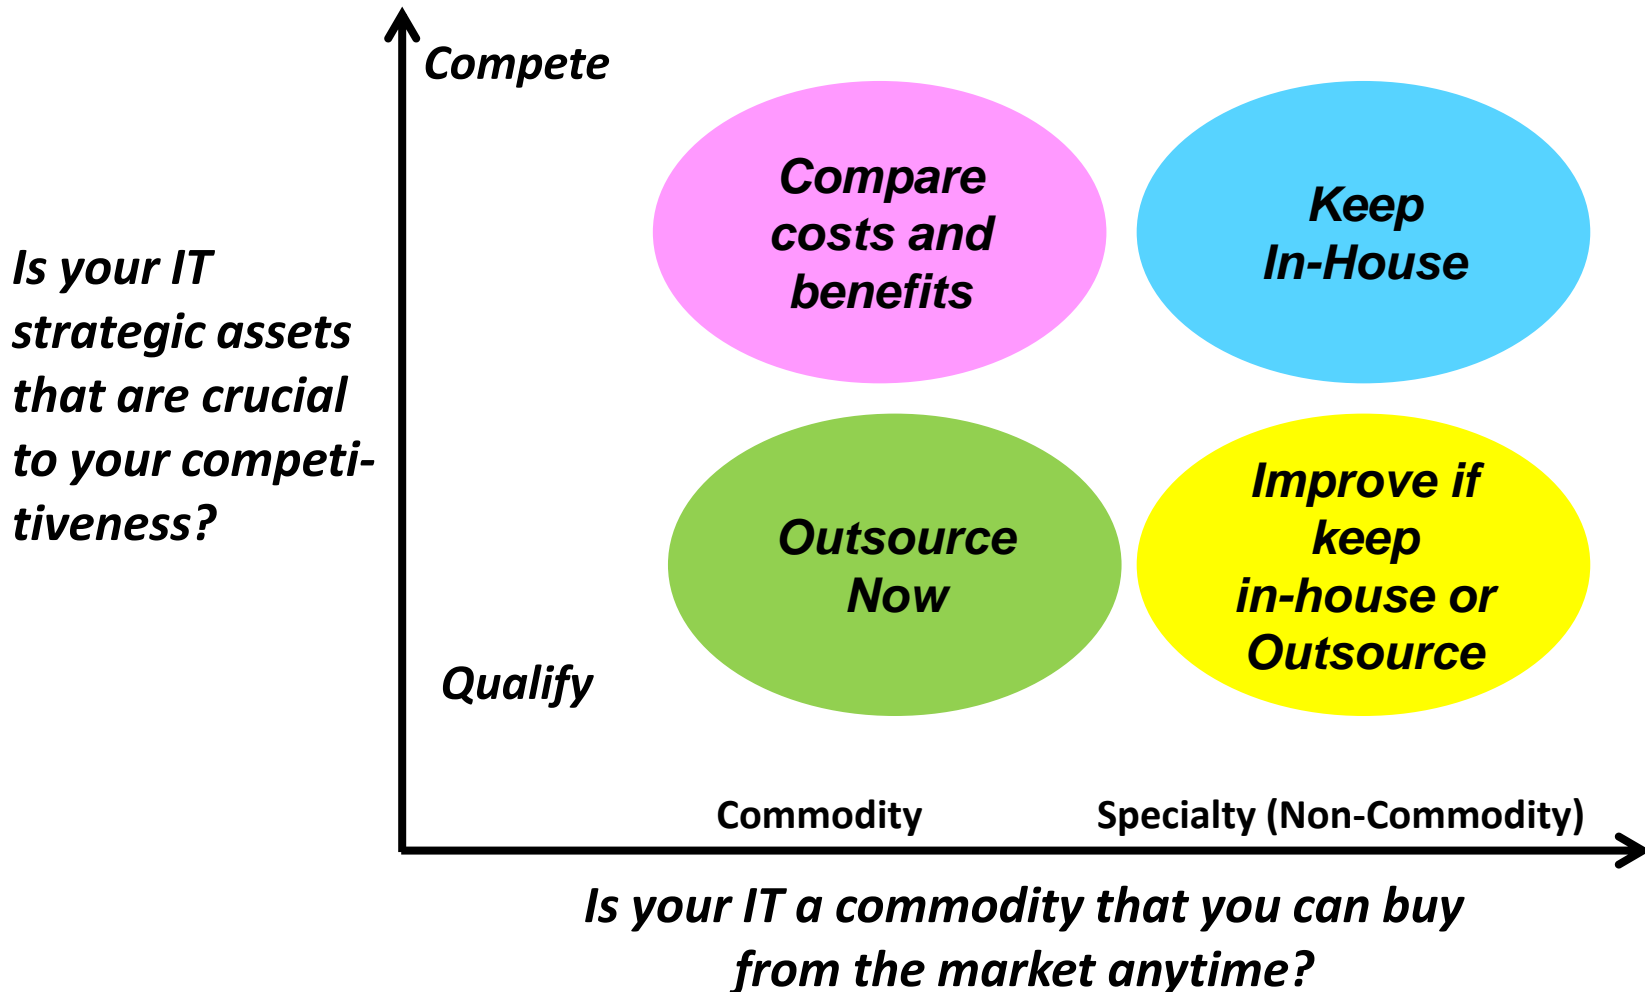 Compete
Compare
costs and
benefits
Keep
In-House
Is your IT
strategic assets
that are crucial
to your competi-
tiveness?
Outsource
Now
Improve if
keep
in-house or
Outsource
Qualify
Commodity
Specialty (Non-Commodity)
Is your IT a commodity that you can buy
from the market anytime?